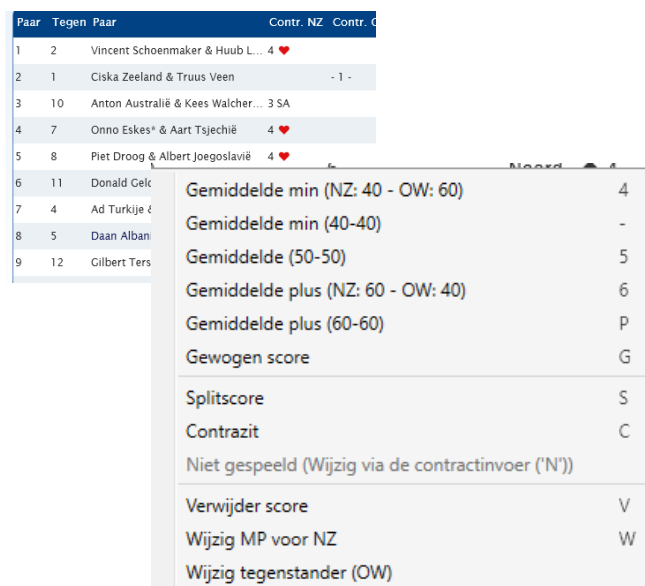 Paar Tegen Paar Contr. NZ Contr.
1 2 Vincent Schoenmaker & Huub L... 4 ♥
2 1 Ciska Zeeland & Truus Veen - 1 -
3 10 Anton Australië & Kees Walcher... 3 SA
4 7 Onno Eskes* & Aart Tsjechië 4 ♥
5 8 Piet Droog & Albert Joegoslavië 4 ♥
6 11 Donald
7 4 Ad Turkije &
8 5 Daan Alban
9 12 Gilbert Ters
Gemiddelde min (NZ: 40 - OW: 60) 4
Gemiddelde min (40-40) -
Gemiddelde (50-50) 5
Gemiddelde plus (NZ: 60 - OW: 40) 6
Gemiddelde plus (60-60) P
Gewogen score G
Splitscore S
Contrazit C
Niet gespeeld (Wijzig via de contractinvoer ('N'))
Verwijder score V
Wijzig MP voor NZ W
Wijzig tegenstander (OW)